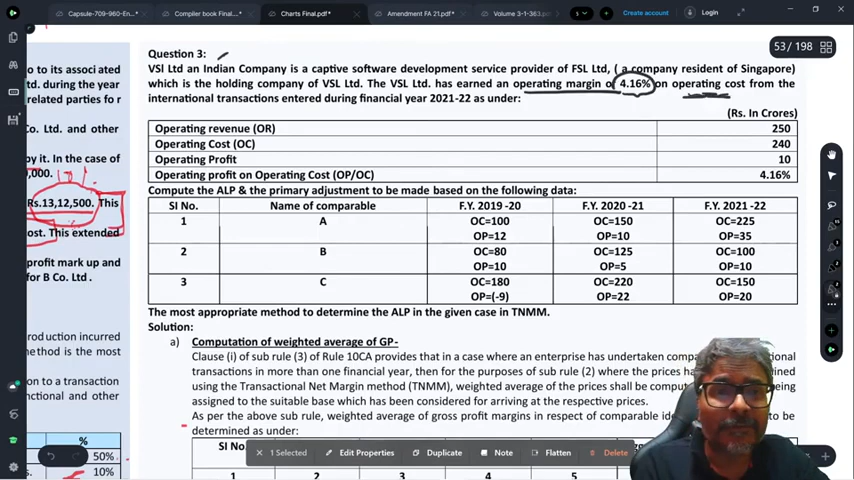 Capsule-709-960-En...*
Compiler book Final....*
Charts Final.pdf*
Amendment FA 21.pdf*
Volume 3-1-363.pdf*
5
Login
53 / 198
o to its associated
d. during the year
related parties for r
Co. Ltd. and other
by it. In the case of
0,000.
Rs.13,12,500. This
ost. This extended
profit mark up and
for B Co. Ltd .
production incurred
ethod is the most
on to a transaction
nctional and other
%
50%
s. 10%
Question 3:
VSl Ltd an Indian Company is a captive software development service provider of FSL Ltd, ( a company resident of Singapore)
which is the holding company of VSL Ltd. The VSL Ltd. has earned an operating margin of 4.16% on operating cost from the
international transactions entered during financial year 2021-22 as under:
(Rs. In Crores)
Operating revenue (OR) 250
Operating Cost (OC) 240
Operating Profit 10
Operating profit on Operating Cost (OP/OC) 4.16%
Compute the ALP & the primary adjustment to be made based on the following data:
SI No. Name of comparable F.Y. 2019 -20 F.Y. 2020 -21 F.Y. 2021 -22
1 A OC=100 OC=150 OC=225
OP=12 OP=10 OP=35
2 B OC=80 OC=125 OC=100
OP=10 OP=5 OP=10
3 C OC=180 OC=220 OC=150
OP=(-9) OP=22 OP=20
The most appropriate method to determine the ALP in the given case in TNMM.
Solution:
a) Computation of weighted average of GP-
Clause (i) of sub rule (3) of Rule 10CA provides that in a case where an enterprise has undertaken comp
tional
transactions in more than one financial year, then for the purposes of sub rule (2) where the prices ha
mined
using the Transactional Net Margin method (TNMM), weighted average of the prices shall be comput
being
assigned to the suitable base which has been considered for arriving at the respective prices.
As per the above sub rule, weighted average of gross profit margins in respect of comparable ide
to be
determined as under:
SI No.
1 2 3 4 5
1 Selected
Edit Properties
Duplicate
Note
Flatten
Delete